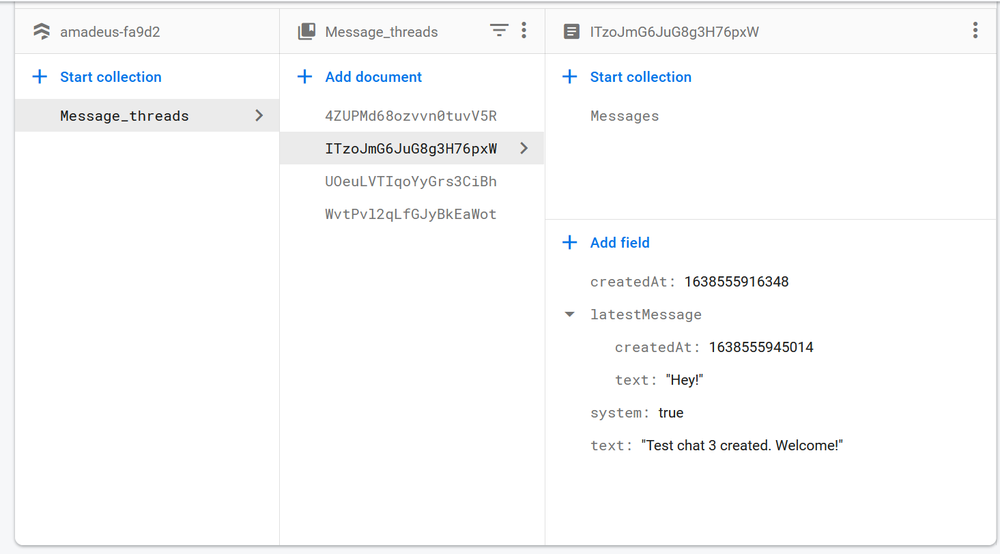 amadeus-fa9d2
Message_threads
ITzoJmG6JuG8g3H76pxW
Start collection
Add document
Start collection
Message_threads
4ZUPMd68ozvvn0tuvV5R
Messages
ITzoJmG6JuG8g3H76pxW
UOeuLVTIqoYyGrs3CiBh
WvtPvl2qLfGJyBkEaWot
Add field
createdAt: 1638555916348
latestMessage
createdAt: 1638555945014
text: "Hey!"
system: true
text: "Test chat 3 created. Welcome!"